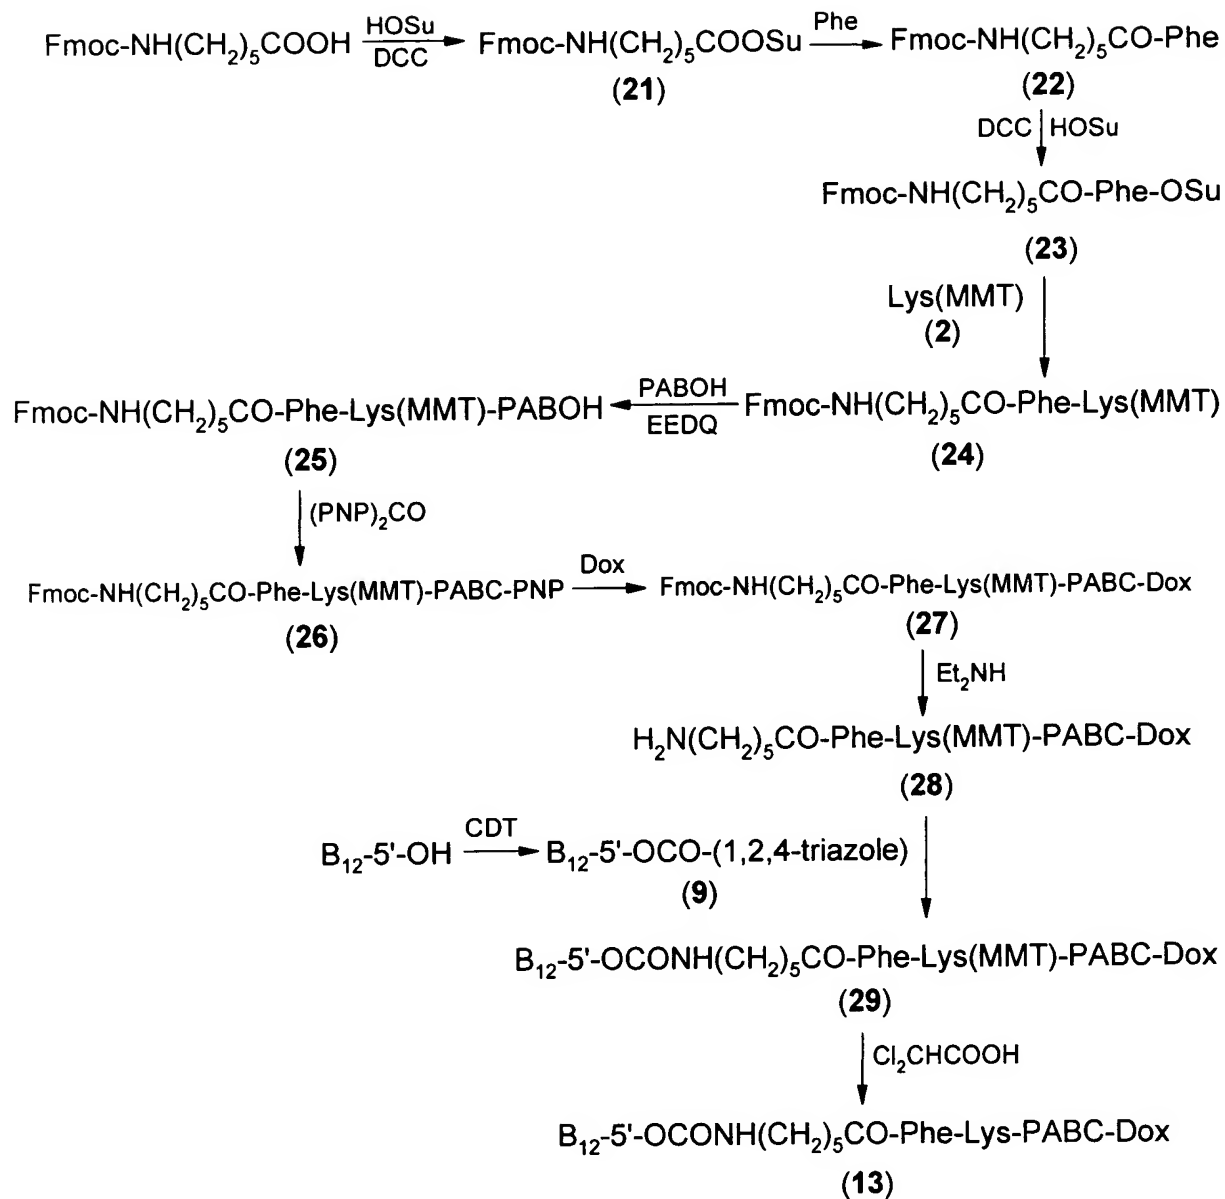 Fmoc-NH(CH₂)₅COOH HOSu DCC Fmoc-NH(CH₂)₅COOSu Phe Fmoc-NH(CH₂)₅CO-Phe
(21) (22)
DCC HOSu
Fmoc-NH(CH₂)₅CO-Phe-OSu
(23)
Lys(MMT)
(2)
Fmoc-NH(CH₂)₅CO-Phe-Lys(MMT)-PABOH PABOH EEDQ Fmoc-NH(CH₂)₅CO-Phe-Lys(MMT)
(25) (24)
(PNP)₂CO
Fmoc-NH(CH₂)₅CO-Phe-Lys(MMT)-PABC-PNP Dox Fmoc-NH(CH₂)₅CO-Phe-Lys(MMT)-PABC-Dox
(26) (27)
Et₂NH
H₂N(CH₂)₅CO-Phe-Lys(MMT)-PABC-Dox
(28)
B₁₂-5'-OH CDT B₁₂-5'-OCO-(1,2,4-triazole)
(9)
B₁₂-5'-OCONH(CH₂)₅CO-Phe-Lys(MMT)-PABC-Dox
(29)
Cl₂CHCOOH
B₁₂-5'-OCONH(CH₂)₅CO-Phe-Lys-PABC-Dox
(13)